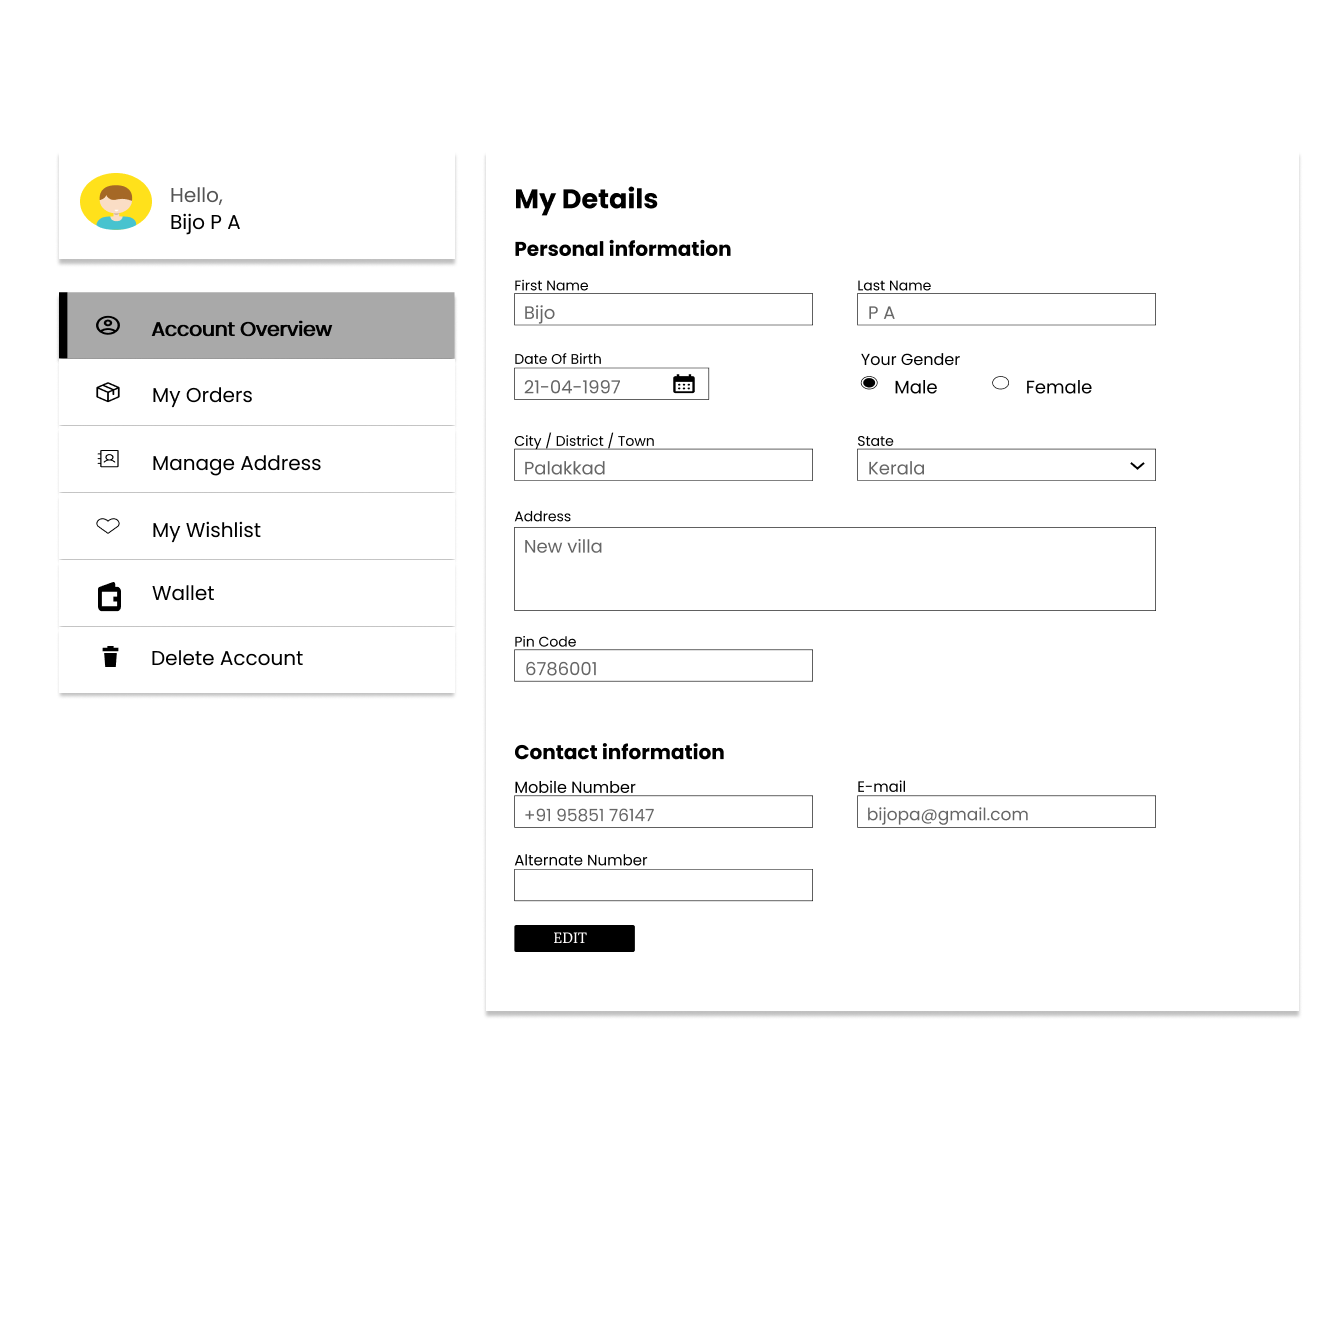 Hello,
Bijo P A
Account Overview
My Orders
Manage Address
My Wishlist
Wallet
Delete Account
My Details
Personal information
First Name
Last Name
Bijo
P A
Date Of Birth
Your Gender
21-04-1997
Male
Female
City / District / Town
State
Palakkad
Kerala
Address
New villa
Pin Code
6786001
Contact information
Mobile Number
E-mail
+91 95851 76147
bijopa@gmail.com
Alternate Number
EDIT